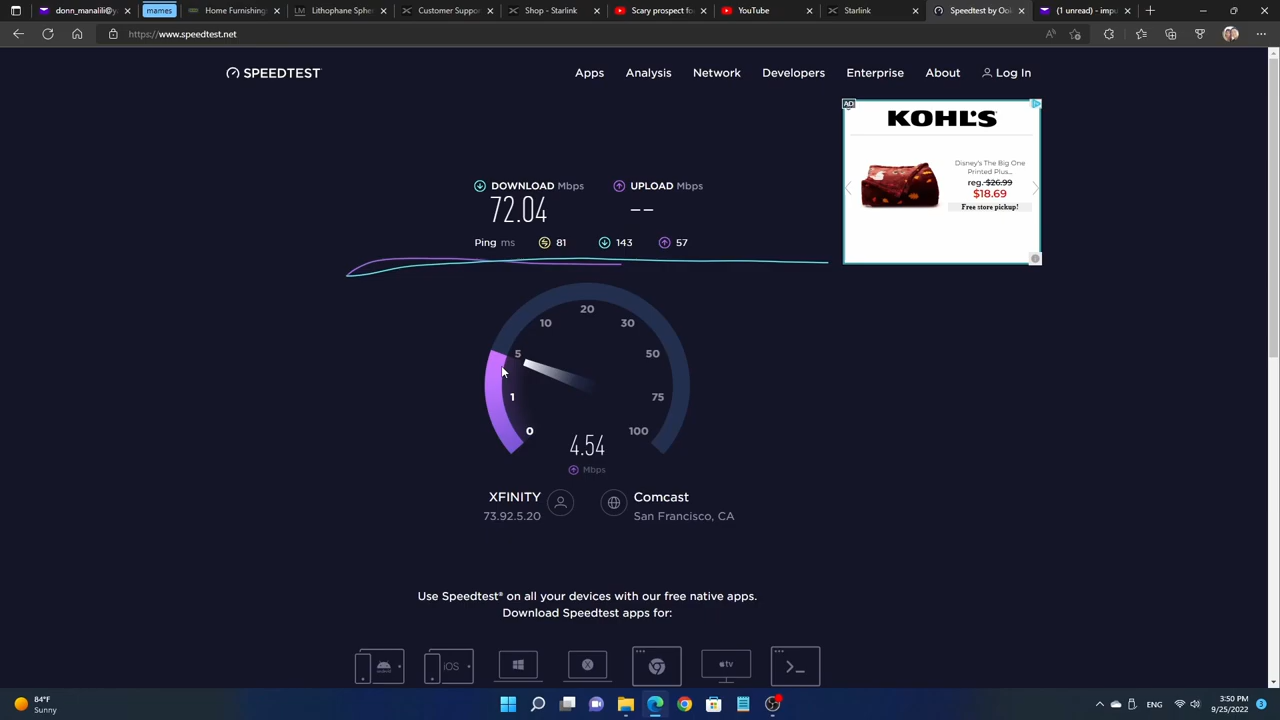 donn_manalili@y
mames
Home Furnishing
Lithophane Sphe
Customer Suppo
Shop - Starlink
Scary prospect fo
YouTube
Starlink
Speedtest by Ook
(1 unread) - impu
https://www.speedtest.net
SPEEDTEST
Apps
Analysis
Network
Developers
Enterprise
About
Log In
AD
KOHL'S
Disney's The Big One
Printed Plus...
reg. $26.99
$18.69
Free store pickup!
DOWNLOAD Mbps
72.04
UPLOAD Mbps
--
Ping ms 81 143 57
0
1
5
10
20
30
50
75
100
4.54
Mbps
XFINITY
73.92.5.20
Comcast
San Francisco, CA
Use Speedtest® on all your devices with our free native apps.
Download Speedtest apps for:
iOS
tv
84°F
Sunny
ENG
3:50 PM
9/25/2022
3